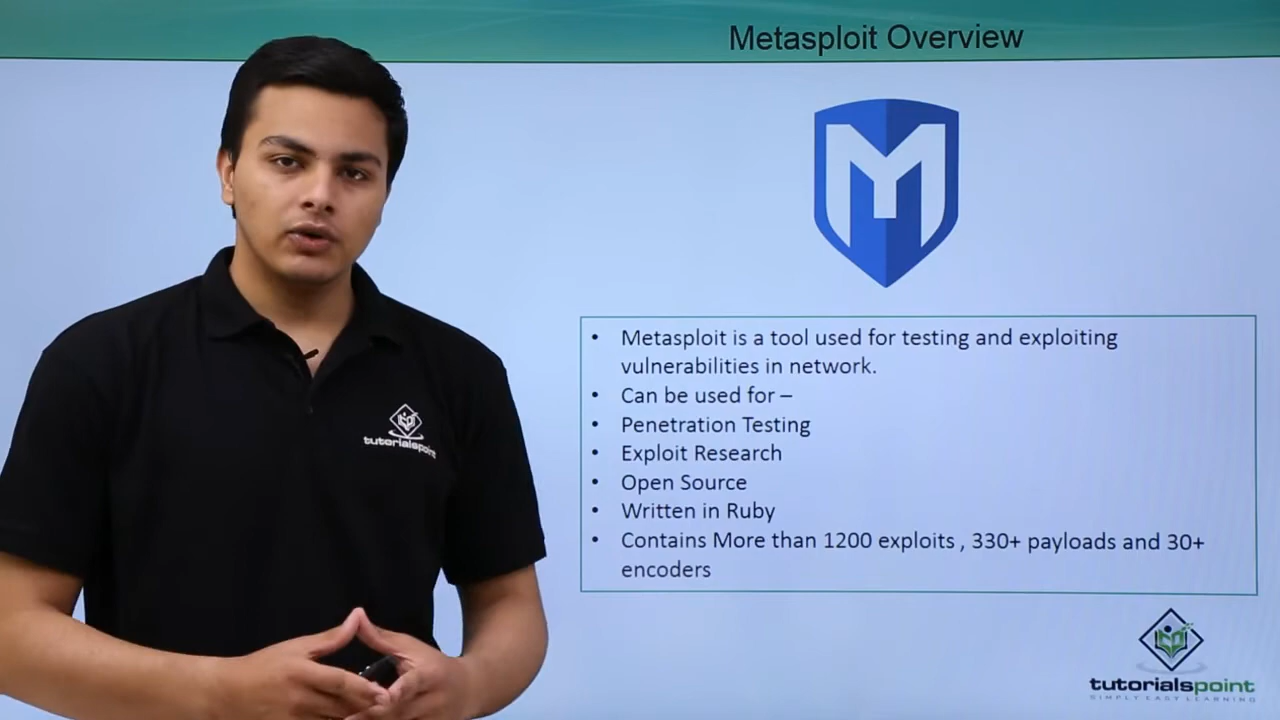 Metasploit Overview
• Metasploit is a tool used for testing and exploiting
vulnerabilities in network.
• Can be used for –
• Penetration Testing
• Exploit Research
• Open Source
• Written in Ruby
• Contains More than 1200 exploits , 330+ payloads and 30+
encoders
tutorialspoint
tutorialspoint
SIMPLY EASY LEARNING